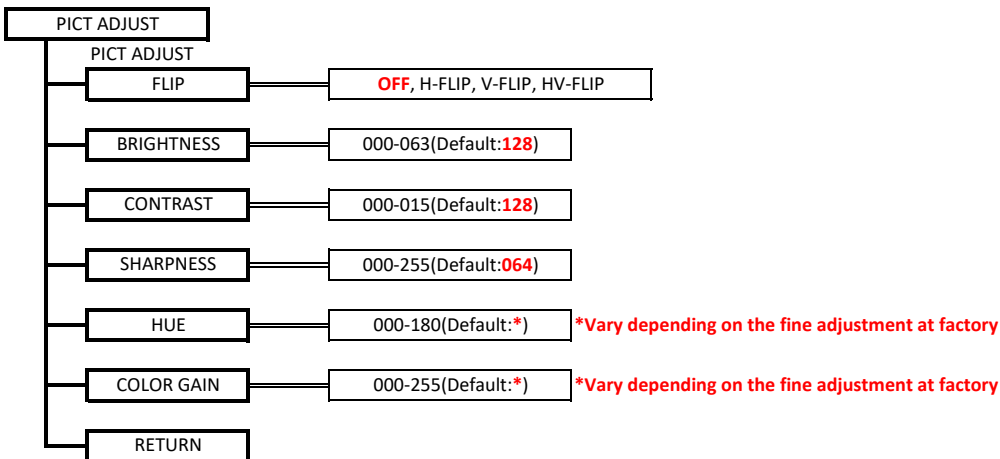 PICT ADJUST
PICT ADJUST
FLIP OFF, H-FLIP, V-FLIP, HV-FLIP
BRIGHTNESS 000-063(Default:128)
CONTRAST 000-015(Default:128)
SHARPNESS 000-255(Default:064)
HUE 000-180(Default:*) *Vary depending on the fine adjustment at factory
COLOR GAIN 000-255(Default:*) *Vary depending on the fine adjustment at factory
RETURN